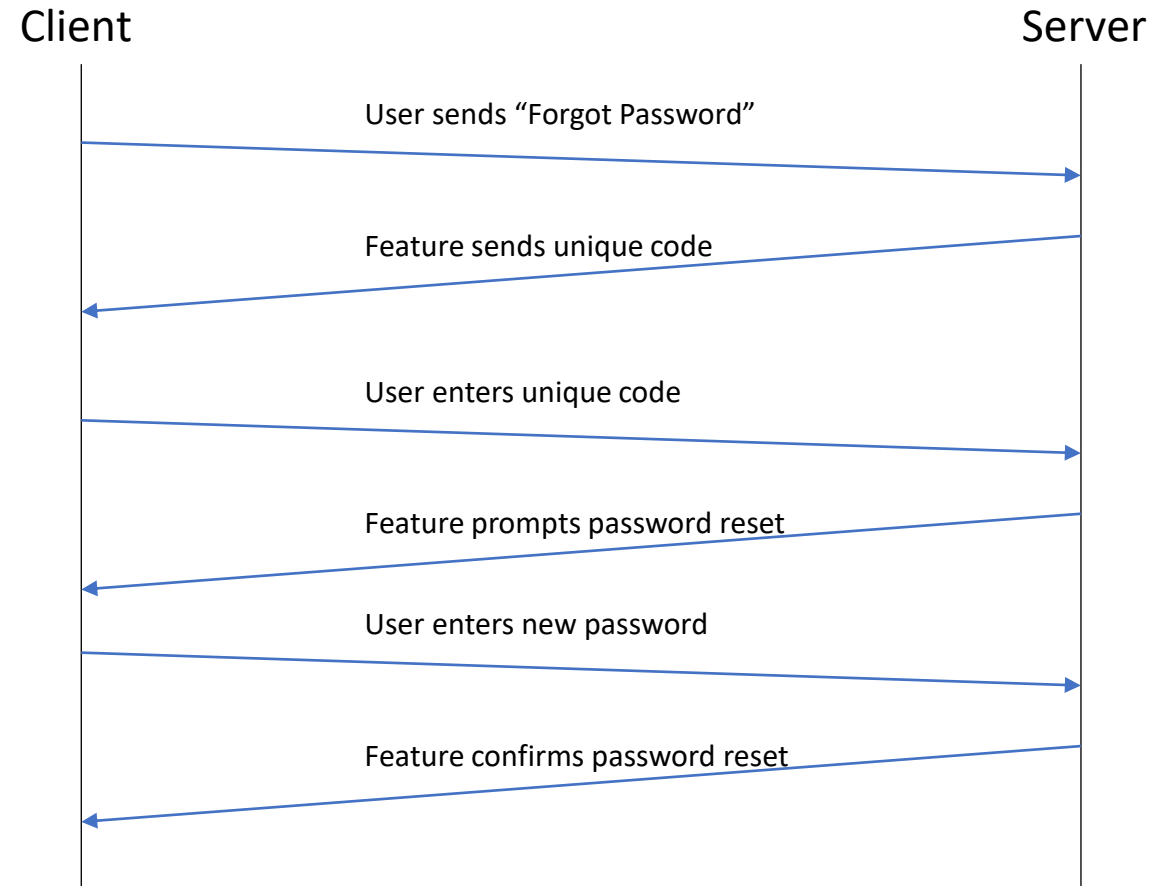 Client
Server
User sends “Forgot Password”
Feature sends unique code
User enters unique code
Feature prompts password reset
User enters new password
Feature confirms password reset